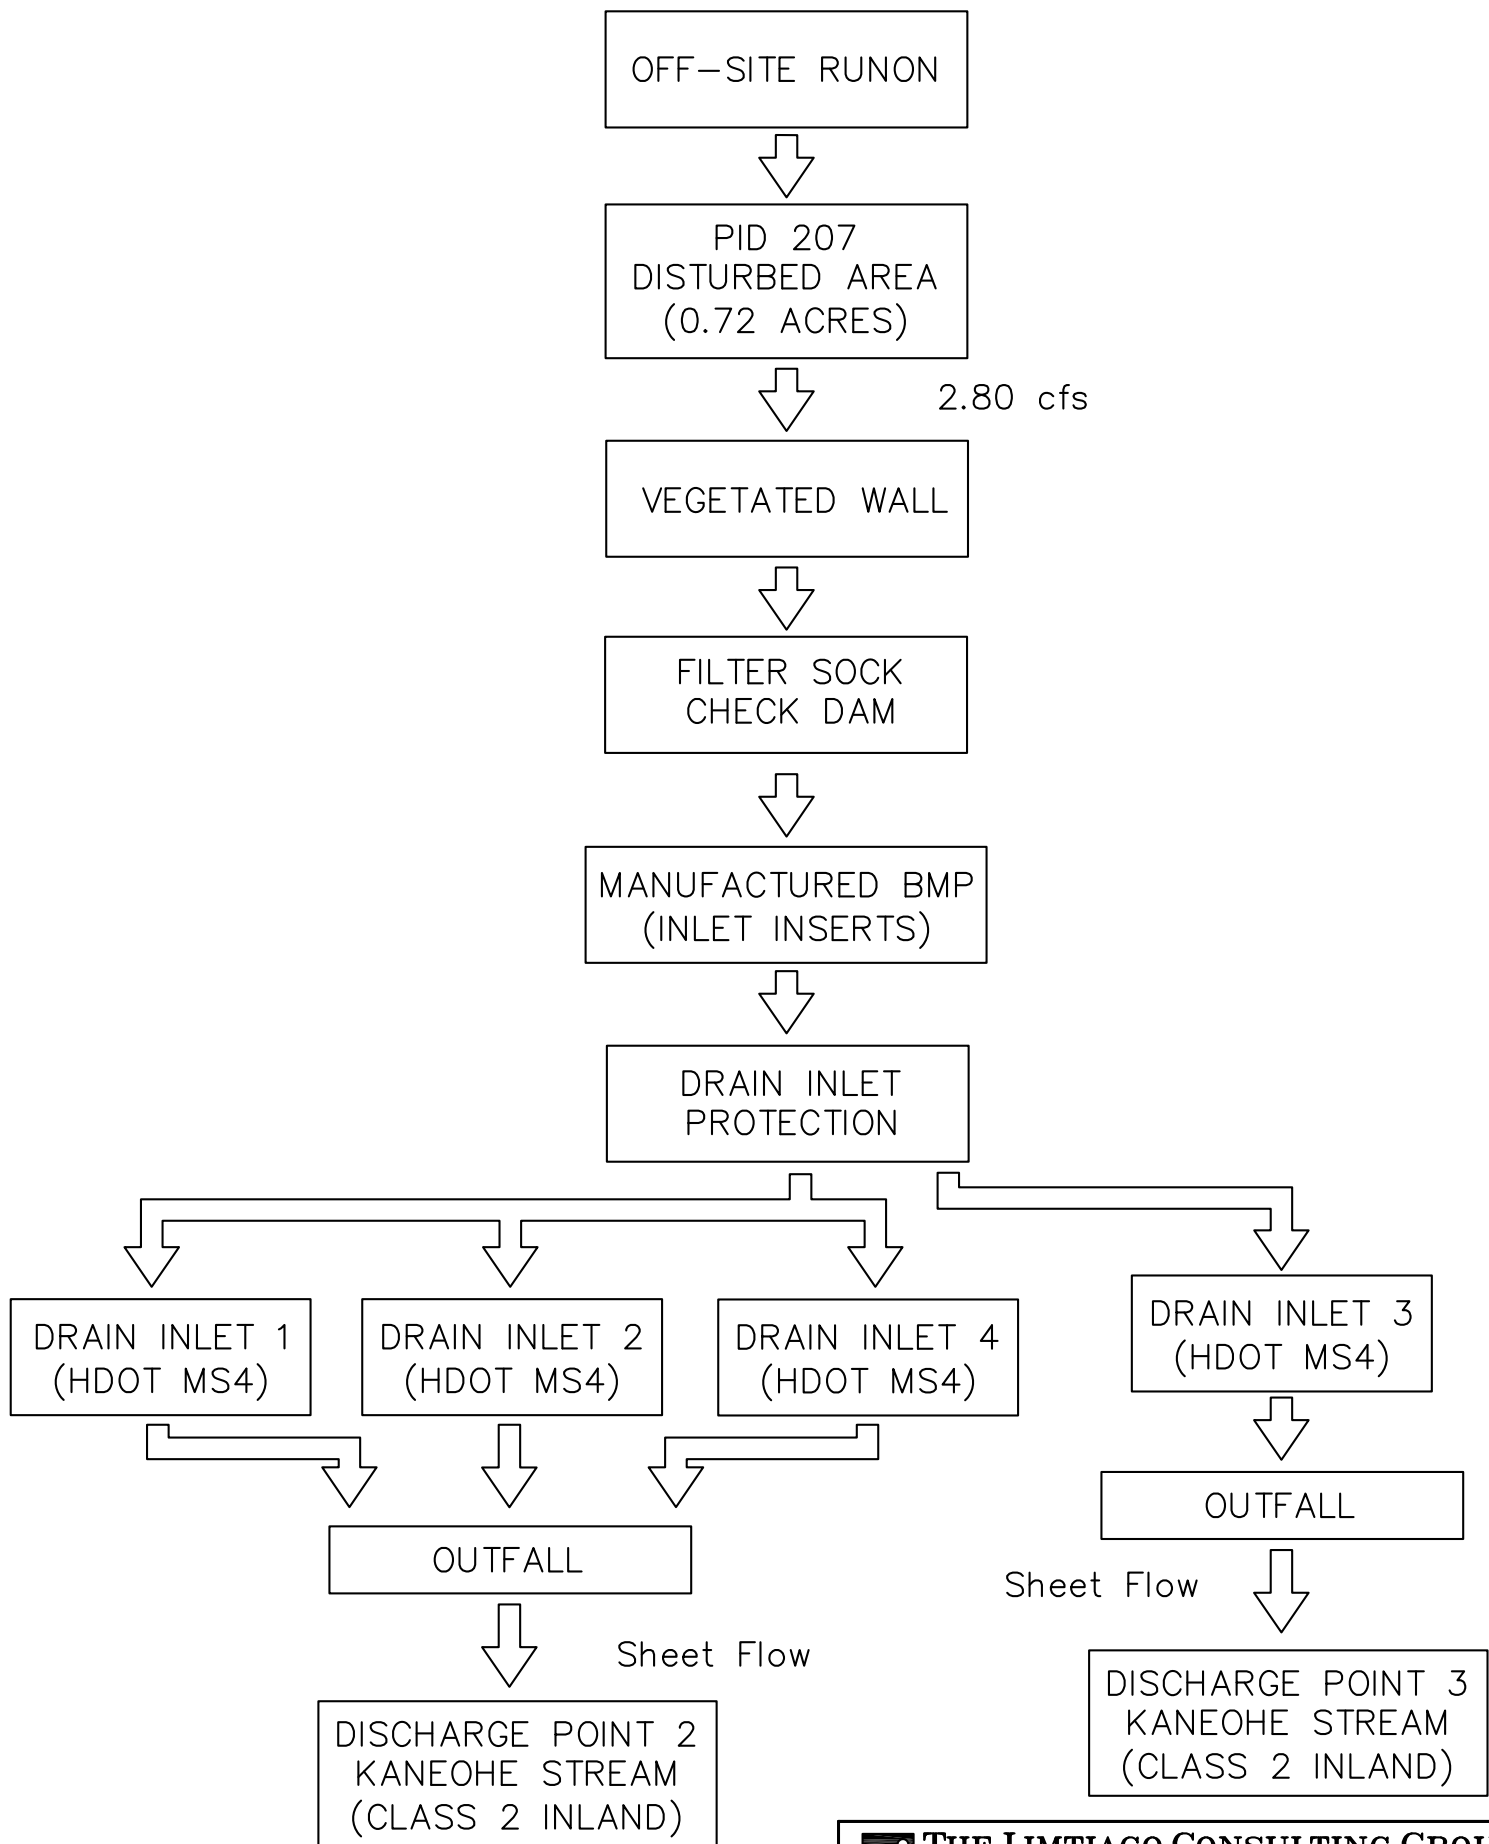 OFF-SITE RUNON
PID 207
DISTURBED AREA
(0.72 ACRES)
2.80 cfs
VEGETATED WALL
FILTER SOCK
CHECK DAM
MANUFACTURED BMP
(INLET INSERTS)
DRAIN INLET
PROTECTION
DRAIN INLET 1
(HDOT MS4)
DRAIN INLET 2
(HDOT MS4)
DRAIN INLET 4
(HDOT MS4)
DRAIN INLET 3
(HDOT MS4)
OUTFALL
OUTFALL
Sheet Flow
Sheet Flow
DISCHARGE POINT 2
KANEOHE STREAM
(CLASS 2 INLAND)
DISCHARGE POINT 3
KANEOHE STREAM
(CLASS 2 INLAND)
THE LIMTIACO CONSULTING